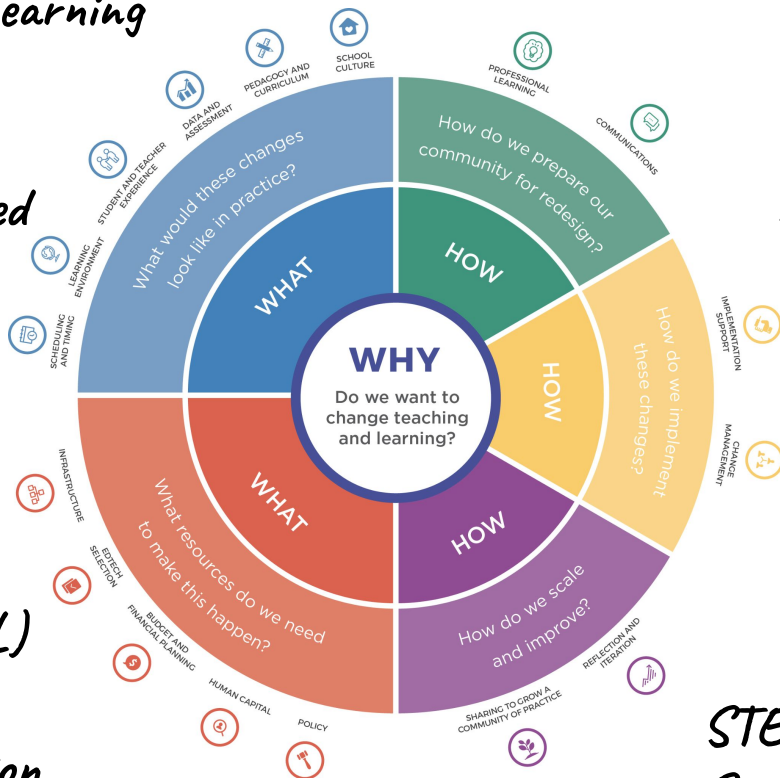 earning
ed
L)
on
STE
SCHOOL
CULTURE
PEDAGOGY AND
CURRICULUM
DATA AND
ASSESSMENT
STUDENT AND TEACHER
EXPERIENCE
LEARNING
ENVIRONMENT
SCHEDULING
AND TIMING
What would these changes
look like in practice?
WHAT
PROFESSIONAL
LEARNING
COMMUNICATIONS
How do we prepare our
community for redesign?
HOW
IMPLEMENTATION
SUPPORT
CHANGE
MANAGEMENT
How do we implement
these changes?
HOW
WHY
Do we want to
change teaching
and learning?
INFRASTRUCTURE
EDTECH
SELECTION
BUDGET AND
FINANCIAL PLANNING
HUMAN CAPITAL
POLICY
What resources do we need
to make this happen?
WHAT
How do we scale
and improve?
HOW
REFLECTION AND
ITERATION
SHARING TO GROW A
COMMUNITY OF PRACTICE